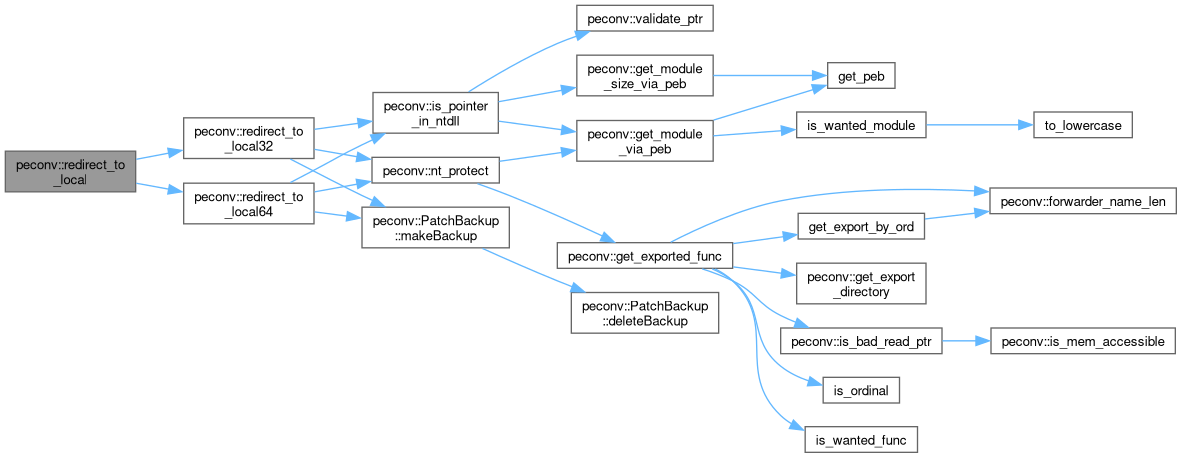 peconv::redirect_to
_local
peconv::redirect_to
_local32
peconv::redirect_to
_local64
peconv::is_pointer
_in_ntdll
peconv::nt_protect
peconv::PatchBackup
::makeBackup
peconv::validate_ptr
peconv::get_module
_size_via_peb
peconv::get_module
_via_peb
peconv::get_exported_func
peconv::PatchBackup
::deleteBackup
get_peb
is_wanted_module
get_export_by_ord
peconv::get_export
_directory
peconv::is_bad_read_ptr
is_ordinal
is_wanted_func
to_lowercase
peconv::forwarder_name_len
peconv::is_mem_accessible